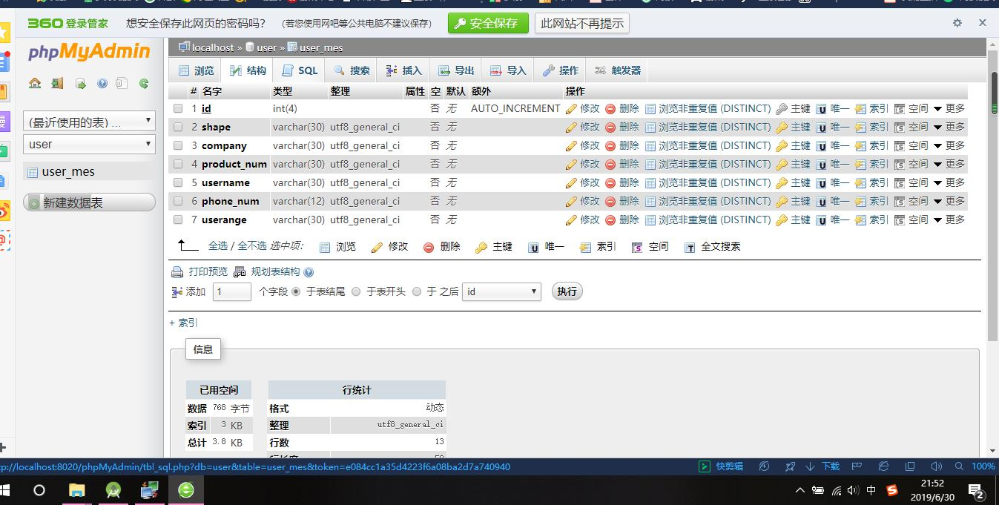 360登录管家 想安全保存此网页的密码吗? (若您使用网吧等公共电脑不建议保存) 安全保存 此网站不再提示
phpMyAdmin
(最近使用的表) ...
user
user_mes
新建数据表
localhost » user » user_mes
浏览 结构 SQL 搜索 插入 导出 导入 操作 触发器
# 名字 类型 整理 属性 空 默认 额外 操作
1 id int(4) 否 无 AUTO_INCREMENT 修改 删除 浏览非重复值 (DISTINCT) 主键 唯一 索引 空间 更多
2 shape varchar(30) utf8_general_ci 否 无 修改 删除 浏览非重复值 (DISTINCT) 主键 唯一 索引 空间 更多
3 company varchar(30) utf8_general_ci 否 无 修改 删除 浏览非重复值 (DISTINCT) 主键 唯一 索引 空间 更多
4 product_num varchar(30) utf8_general_ci 否 无 修改 删除 浏览非重复值 (DISTINCT) 主键 唯一 索引 空间 更多
5 username varchar(30) utf8_general_ci 否 无 修改 删除 浏览非重复值 (DISTINCT) 主键 唯一 索引 空间 更多
6 phone_num varchar(12) utf8_general_ci 否 无 修改 删除 浏览非重复值 (DISTINCT) 主键 唯一 索引 空间 更多
7 userange varchar(30) utf8_general_ci 否 无 修改 删除 浏览非重复值 (DISTINCT) 主键 唯一 索引 空间 更多
全选 / 全不选 选中项: 浏览 修改 删除 主键 唯一 索引 空间 全文搜索
打印预览 规划表结构
添加 1 个字段 于表结尾 于表开头 于 之后 id 执行
+ 索引
信息
已用空间
数据 768 字节
索引 3 KB
总计 3.8 KB
行统计
格式 动态
整理 utf8_general_ci
行数 13
tp://localhost:8020/phpMyAdmin/tbl_sql.php?db=user&table=user_mes&token=e084cc1a35d4223f6a08ba2d7a740940
快剪辑 下载 100%
中
21:52
2019/6/30
2